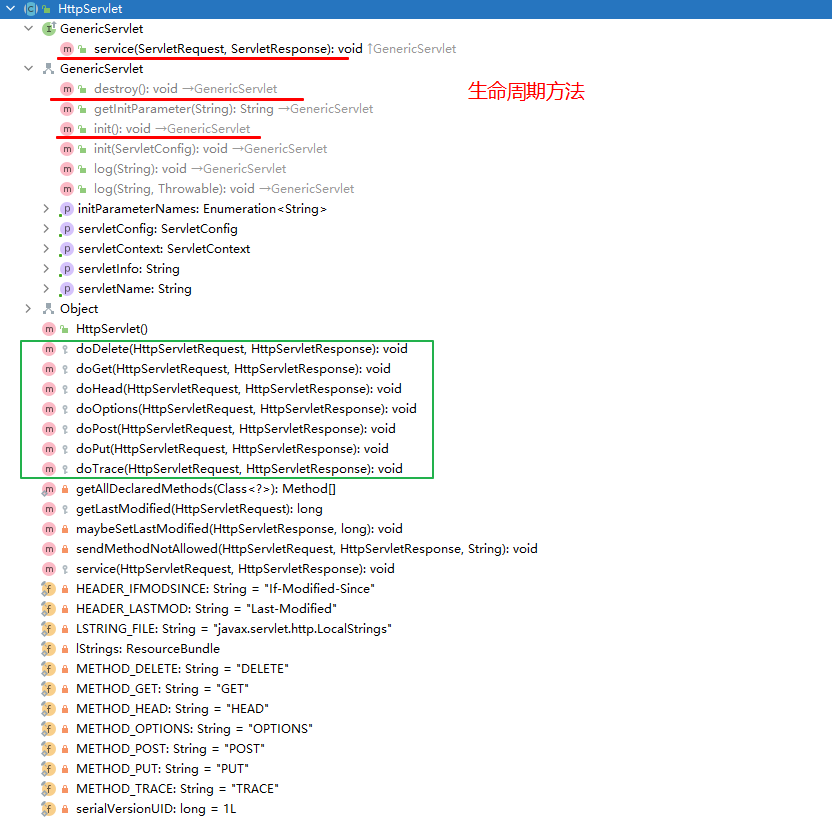 HttpServlet
GenericServlet
service(ServletRequest, ServletResponse): void ↑GenericServlet
GenericServlet
destroy(): void →GenericServlet
生命周期方法
getInitParameter(String): String →GenericServlet
init(): void →GenericServlet
init(ServletConfig): void →GenericServlet
log(String): void →GenericServlet
log(String, Throwable): void →GenericServlet
initParameterNames: Enumeration<String>
servletConfig: ServletConfig
servletContext: ServletContext
servletInfo: String
servletName: String
Object
HttpServlet()
doDelete(HttpServletRequest, HttpServletResponse): void
doGet(HttpServletRequest, HttpServletResponse): void
doHead(HttpServletRequest, HttpServletResponse): void
doOptions(HttpServletRequest, HttpServletResponse): void
doPost(HttpServletRequest, HttpServletResponse): void
doPut(HttpServletRequest, HttpServletResponse): void
doTrace(HttpServletRequest, HttpServletResponse): void
getAllDeclaredMethods(Class<?>): Method[]
getLastModified(HttpServletRequest): long
maybeSetLastModified(HttpServletResponse, long): void
sendMethodNotAllowed(HttpServletRequest, HttpServletResponse, String): void
service(HttpServletRequest, HttpServletResponse): void
HEADER_IFMODSINCE: String = "If-Modified-Since"
HEADER_LASTMOD: String = "Last-Modified"
LSTRING_FILE: String = "javax.servlet.http.LocalStrings"
lStrings: ResourceBundle
METHOD_DELETE: String = "DELETE"
METHOD_GET: String = "GET"
METHOD_HEAD: String = "HEAD"
METHOD_OPTIONS: String = "OPTIONS"
METHOD_POST: String = "POST"
METHOD_PUT: String = "PUT"
METHOD_TRACE: String = "TRACE"
serialVersionUID: long = 1L